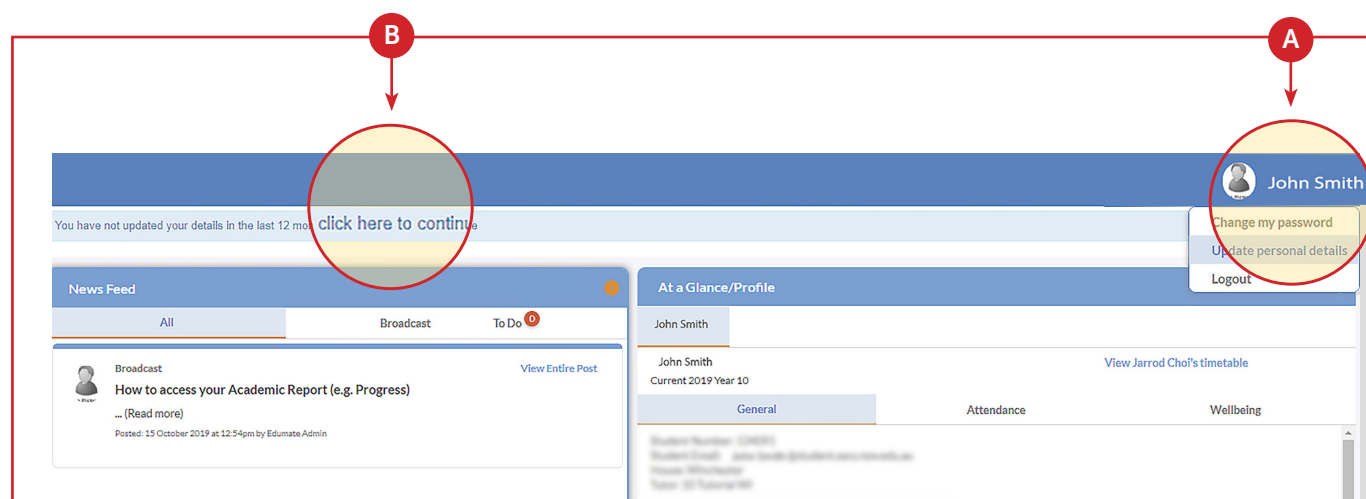 B
A
John Smith
You have not updated your details in the last 12 mo click here to continue
Change my password
Update personal details
Logout
News Feed
All
Broadcast
To Do 0
Broadcast
View Entire Post
How to access your Academic Report (e.g. Progress)
... (Read more)
Posted: 15 October 2019 at 12:54pm by Edumate Admin
At a Glance/Profile
John Smith
John Smith
View Jarrod Choi's timetable
Current 2019 Year 10
General
Attendance
Wellbeing